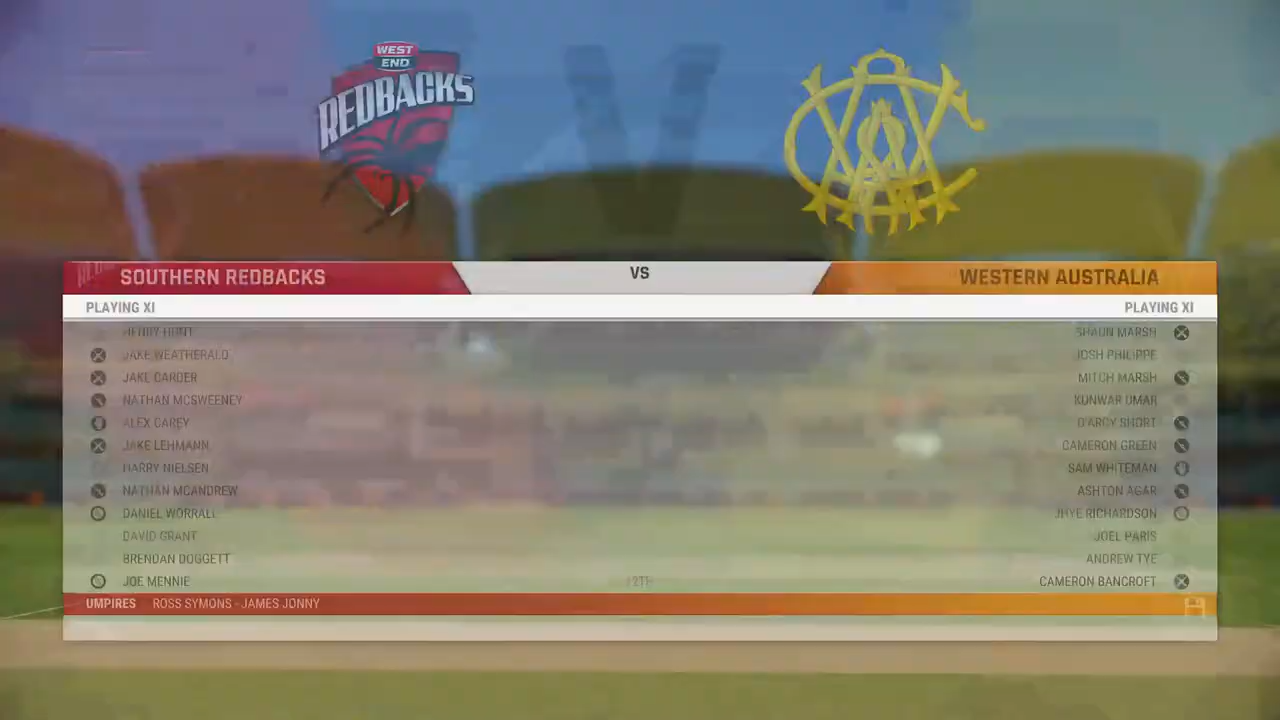 WEST
END
REDBACKS
V
SOUTHERN REDBACKS VS WESTERN AUSTRALIA
PLAYING XI PLAYING XI
HENRY HUNT SHAUN MARSH
JAKE WEATHERALD JOSH PHILIPPE
JAKE CARDER MITCH MARSH
NATHAN MCSWEENEY KUNWAR UMAR
ALEX CAREY D'ARCY SHORT
JAKE LEHMANN CAMERON GREEN
HARRY NIELSEN SAM WHITEMAN
NATHAN MCANDREW ASHTON AGAR
DANIEL WORRALL JHYE RICHARDSON
DAVID GRANT JOEL PARIS
BRENDAN DOGGETT ANDREW TYE
JOE MENNIE 12TH CAMERON BANCROFT
UMPIRES ROSS SYMONS - JAMES JONNY